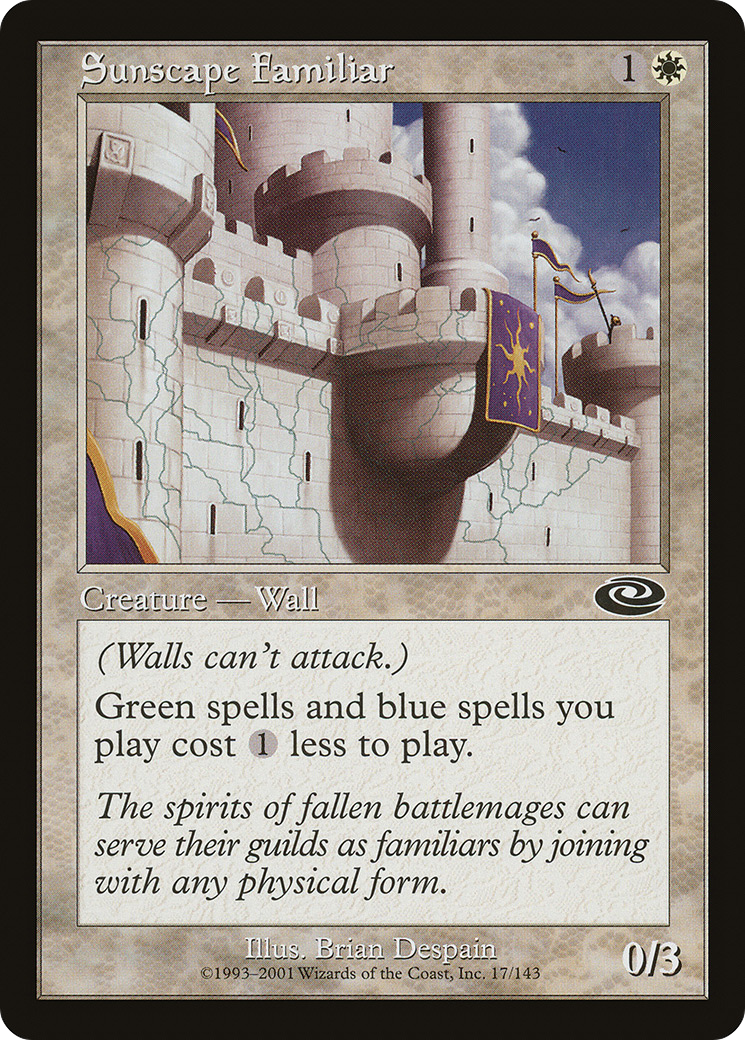 Sunscape Familiar 1
Creature — Wall
(Walls can't attack.)
Green spells and blue spells you
play cost 1 less to play.
The spirits of fallen battlemages can
serve their guilds as familiars by joining
with any physical form.
Illus. Brian Despain
©1993–2001 Wizards of the Coast, Inc. 17/143
0/3